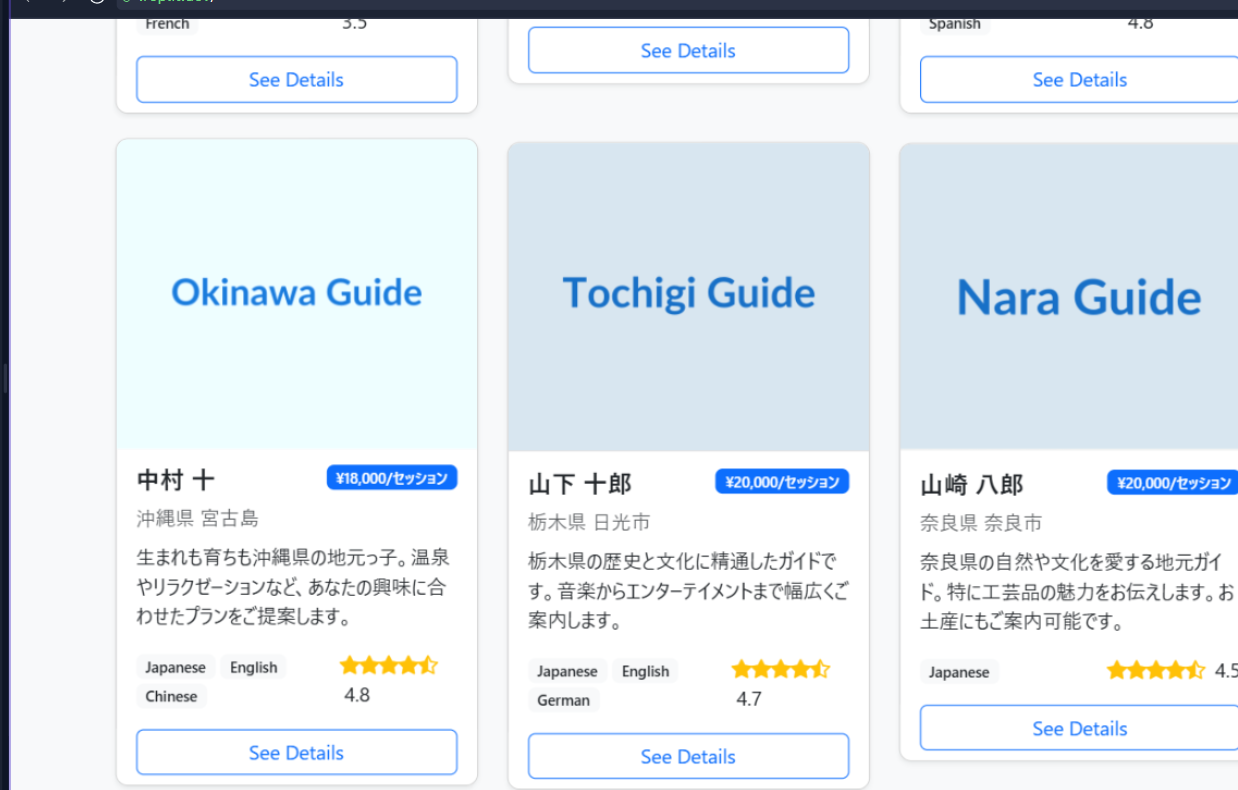 French
3.5
Spanish
4.8
See Details
See Details
See Details
Okinawa Guide
中村 十
¥18,000/セッション
沖縄県 宮古島
生まれも育ちも沖縄県の地元っ子。温泉
やリラクゼーションなど、あなたの興味に合
わせたプランをご提案します。
Japanese English
Chinese
4.8
See Details
Tochigi Guide
山下 十郎
¥20,000/セッション
栃木県 日光市
栃木県の歴史と文化に精通したガイドで
す。音楽からエンターテイメントまで幅広くご
案内します。
Japanese English
German
4.7
See Details
Nara Guide
山崎 八郎
¥20,000/セッション
奈良県 奈良市
奈良県の自然や文化を愛する地元ガイ
ド。特に工芸品の魅力をお伝えします。お
土産にもご案内可能です。
Japanese
4.5
See Details